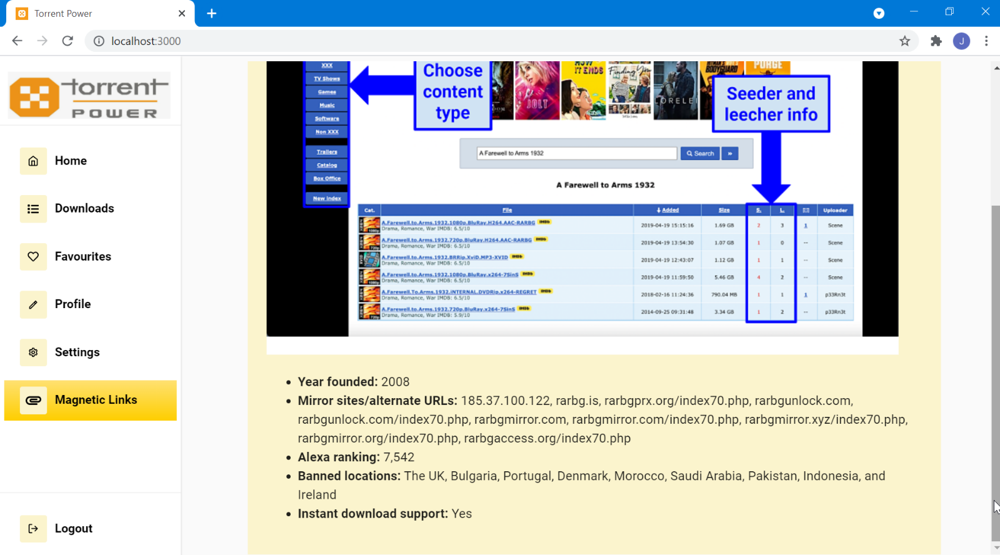 Torrent Power
localhost:3000
J
torrent
POWER
Home
Downloads
Favourites
Profile
Settings
Magnetic Links
Logout
XXX
TV Shows
Games
Music
Software
Non XXX
Trailers
Catalog
Box Office
New Index
Choose
content
type
JOLT
IT ENDS
Finding You
LORELEI
BODYGUARD
PURGE
Seeder and
leecher info
A Farewell to Arms 1932
Search »
A Farewell to Arms 1932
Cat. File Added Size S. L. Uploader
A.Farewell.to.Arms.1932.1080p.BluRay.H264.AAC-RARBG IMDb 2019-04-19 15:15:16 1.69 GB 2 3 1 Scene
Drama, Romance, War IMDB: 6.5/10
A.Farewell.to.Arms.1932.720p.BluRay.H264.AAC-RARBG IMDb 2019-04-19 13:54:30 1.07 GB 1 0 -- Scene
Drama, Romance, War IMDB: 6.5/10
A.Farewell.to.Arms.1932.BRRip.XviD.MP3-XVID IMDb 2019-04-19 12:43:07 1.12 GB 1 1 -- Scene
Drama, Romance, War IMDB: 6.5/10
A.Farewell.to.Arms.1932.1080p.BluRay.x264-7SinS IMDb 2019-04-19 11:59:50 5.46 GB 4 2 -- Scene
Drama, Romance, War IMDB: 6.5/10
A.Farewell.To.Arms.1932.iNTERNAL.DVDRip.x264-REGRET IMDb 2018-02-16 11:24:36 790.04 MB 1 1 1 p33Rn3t
Drama, Romance, War IMDB: 6.5/10
A.Farewell.to.Arms.1932.720p.BluRay.x264-7SinS IMDb 2014-09-25 09:31:48 3.34 GB 1 2 -- p33Rn3t
Drama, Romance, War IMDB: 5.9/10
Year founded: 2008
Mirror sites/alternate URLs: 185.37.100.122, rarbg.is, rarbgprx.org/index70.php, rarbgunlock.com,
rarbgunlock.com/index70.php, rarbgmirror.com, rarbgmirror.com/index70.php, rarbgmirror.xyz/index70.php,
rarbgmirror.org/index70.php, rarbgaccess.org/index70.php
Alexa ranking: 7,542
Banned locations: The UK, Bulgaria, Portugal, Denmark, Morocco, Saudi Arabia, Pakistan, Indonesia, and
Ireland
Instant download support: Yes